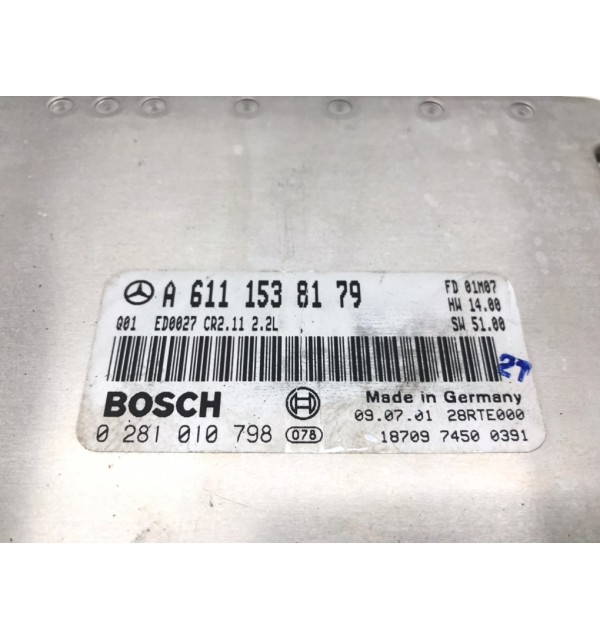 A 611 153 81 79
FD 01M07
HW 14.00
Q01 ED0027 CR2.11 2.2L
SW 51.00
27
BOSCH
Made in Germany
09.07.01 28RTE000
0 281 010 798 078
18709 7450 0391